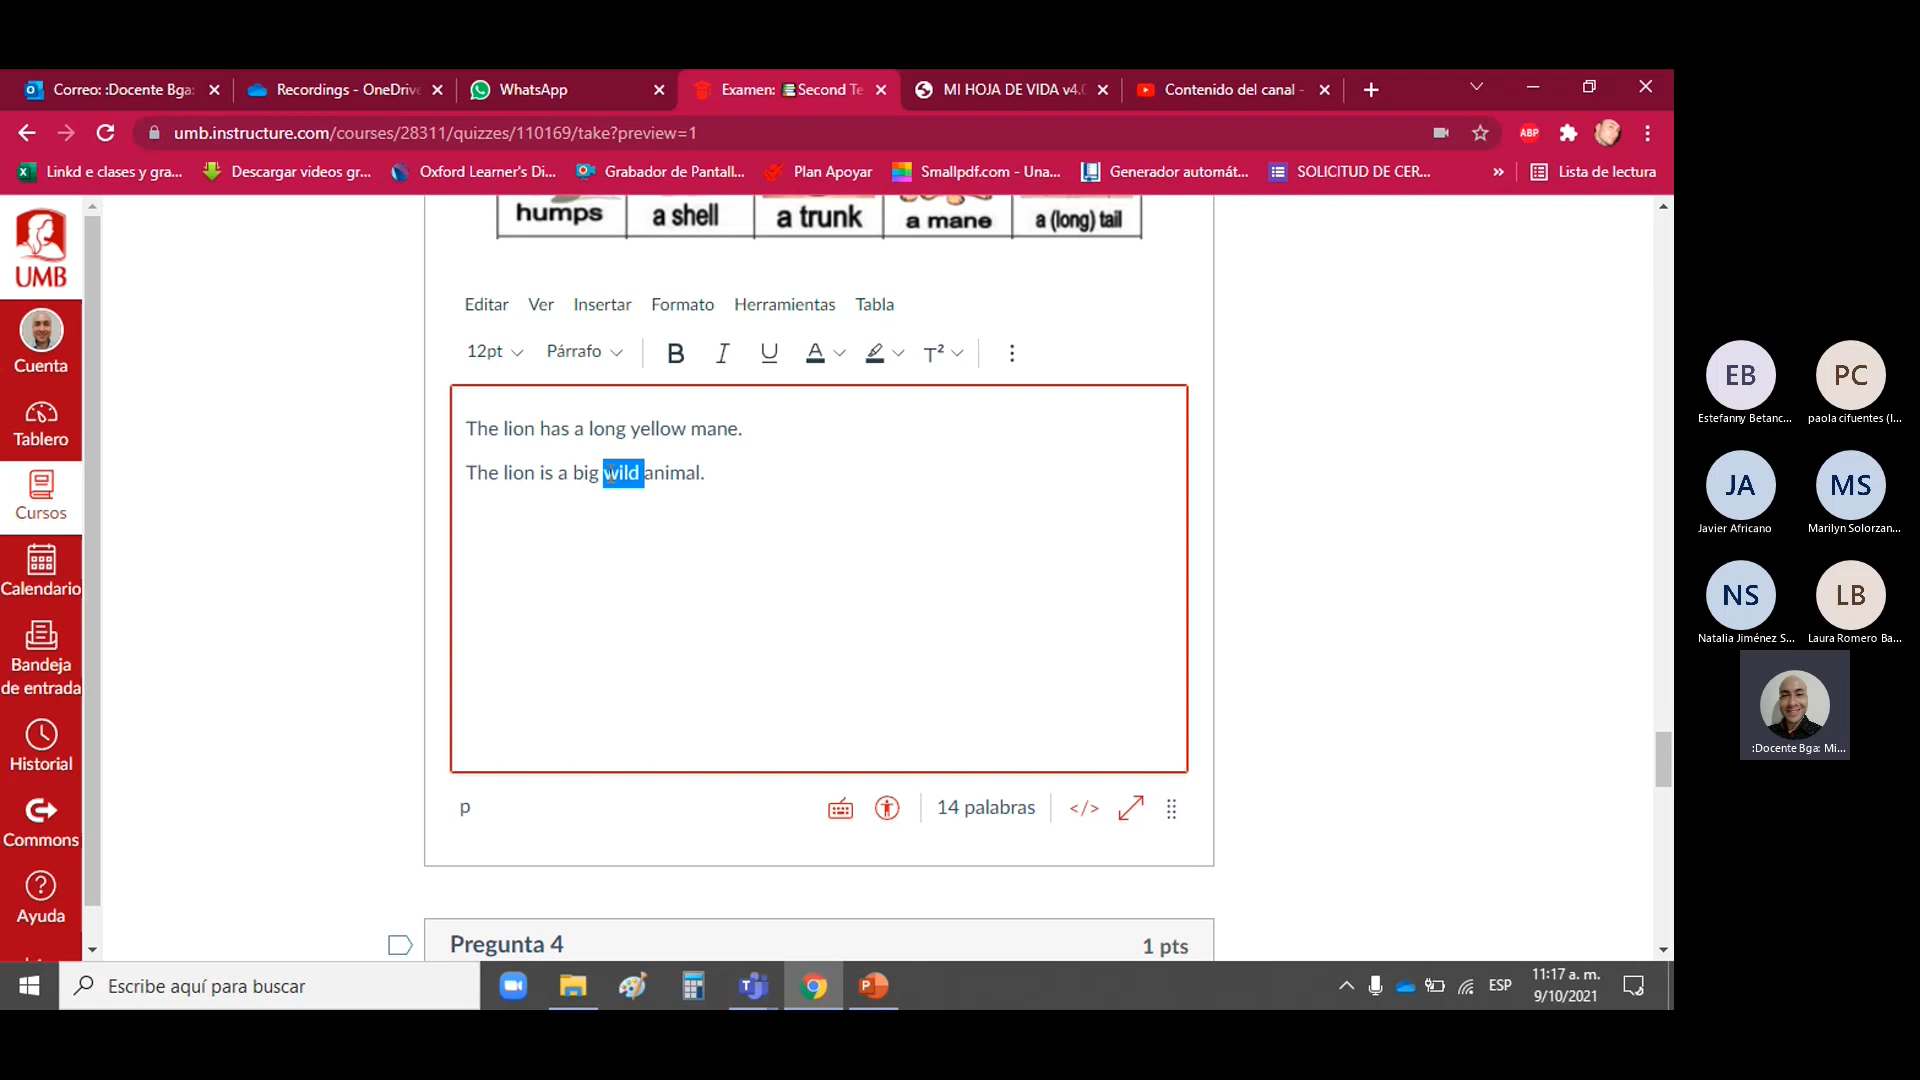 Correo: :Docente Bga:
Recordings - OneDrive
WhatsApp
Examen: Second Te
MI HOJA DE VIDA v4.0
Contenido del canal -
umb.instructure.com/courses/28311/quizzes/110169/take?preview=1
ABP
Linkd e clases y gra...
Descargar videos gr...
Oxford Learner's Di...
Grabador de Pantall...
Plan Apoyar
Smallpdf.com - Una...
Generador automát...
SOLICITUD DE CER...
»
Lista de lectura
UMB
Cuenta
Tablero
Cursos
Calendario
Bandeja
de entrada
Historial
Commons
Ayuda
humps
a shell
a trunk
a mane
a (long) tail
Editar Ver Insertar Formato Herramientas Tabla
12pt Párrafo B I U A T²
The lion has a long yellow mane.
The lion is a big wild animal.
p
14 palabras
</>
Pregunta 4
1 pts
EB
Estefanny Betanc...
PC
paola cifuentes (I...
JA
Javier Africano
MS
Marilyn Solorzan...
NS
Natalia Jiménez S...
LB
Laura Romero Ba...
:Docente Bga: Mi...
Escribe aquí para buscar
ESP
11:17 a. m.
9/10/2021